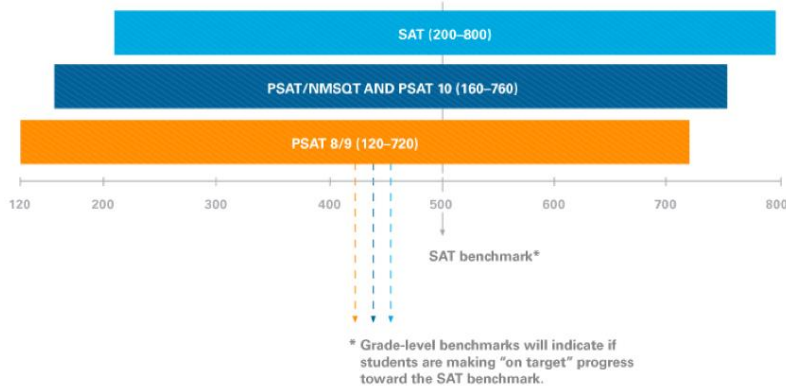 SAT (200–800)
PSAT/NMSQT AND PSAT 10 (160–760)
PSAT 8/9 (120–720)
120 200 300 400 500 600 700 800
SAT benchmark*
* Grade-level benchmarks will indicate if
students are making “on target” progress
toward the SAT benchmark.